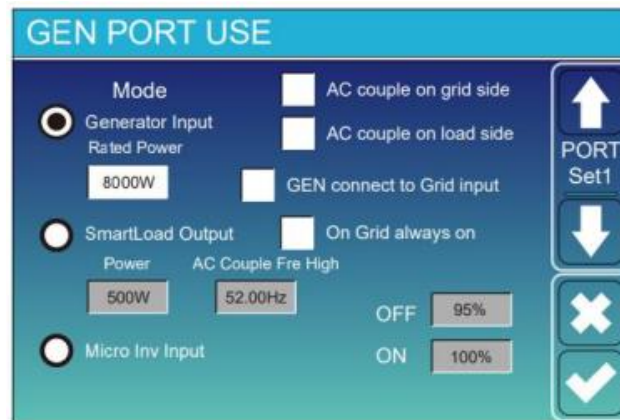 GEN PORT USE
Mode
AC couple on grid side
Generator Input
Rated Power
AC couple on load side
8000W
GEN connect to Grid input
SmartLoad Output
On Grid always on
Power
AC Couple Fre High
500W
52.00Hz
OFF
95%
Micro Inv Input
ON
100%
PORT
Set1